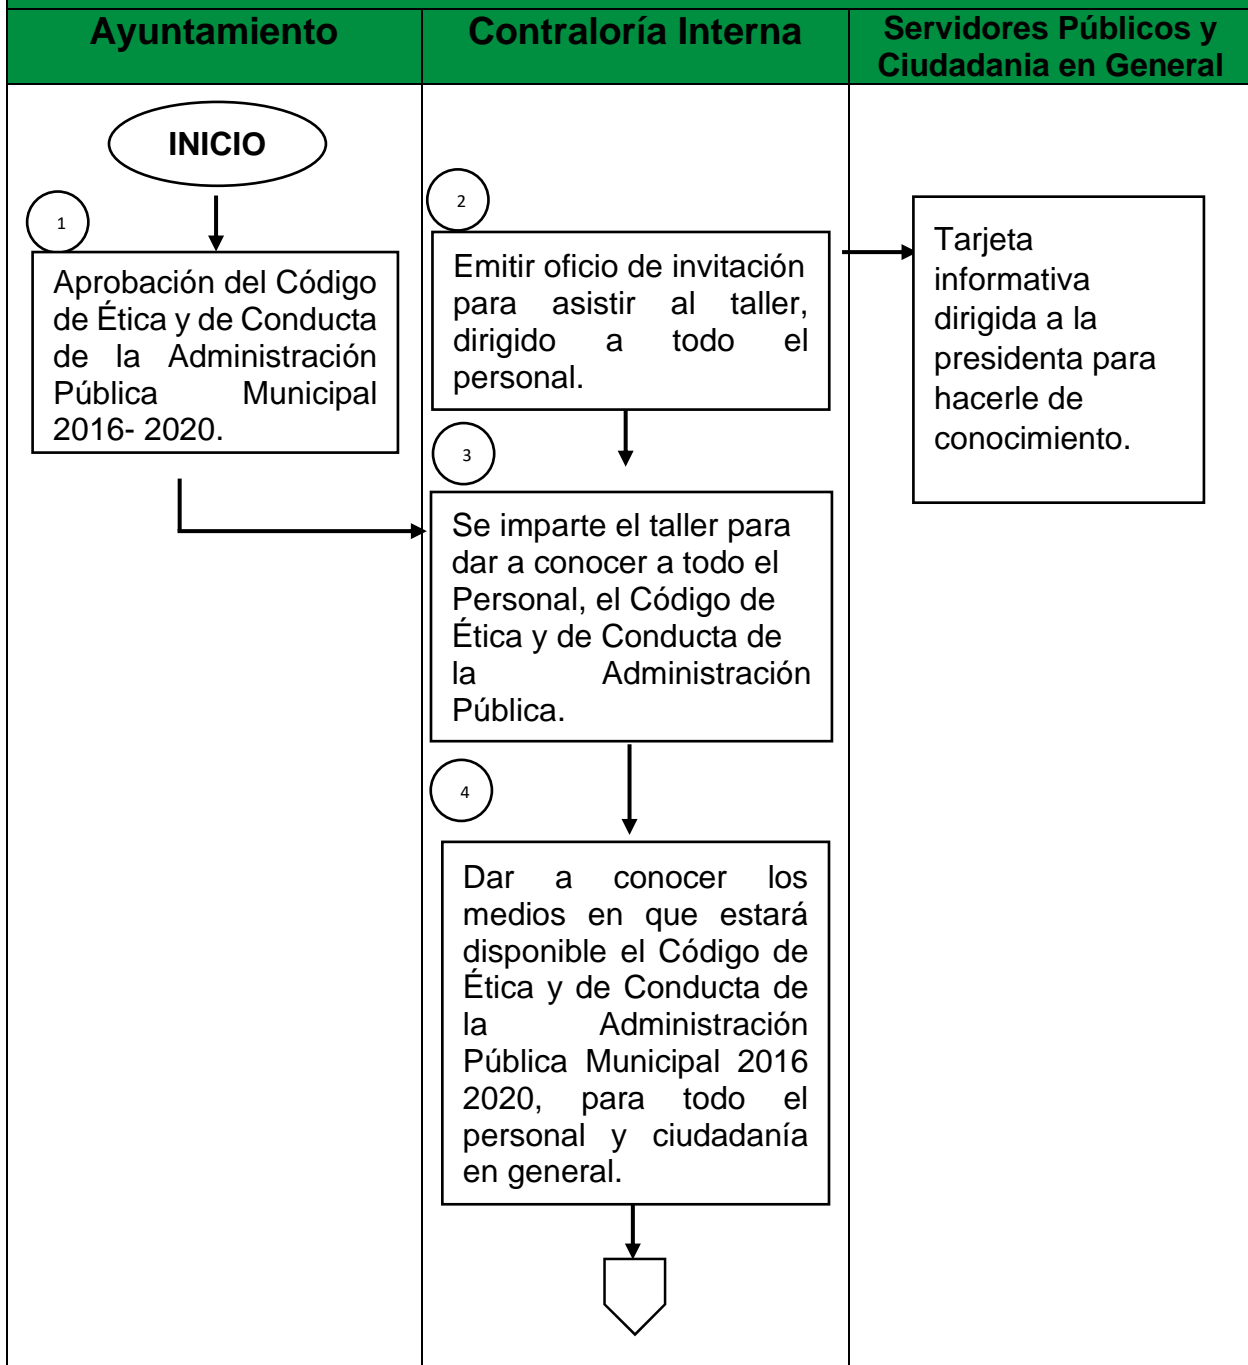 Ayuntamiento
Contraloría Interna
Servidores Públicos y
Ciudadania en General
INICIO
1
Aprobación del Código
de Ética y de Conducta
de la Administración
Pública Municipal
2016- 2020.
2
Emitir oficio de invitación
para asistir al taller,
dirigido a todo el
personal.
Tarjeta
informativa
dirigida a la
presidenta para
hacerle de
conocimiento.
3
Se imparte el taller para
dar a conocer a todo el
Personal, el Código de
Ética y de Conducta de
la Administración
Pública.
4
Dar a conocer los
medios en que estará
disponible el Código de
Ética y de Conducta de
la Administración
Pública Municipal 2016
2020, para todo el
personal y ciudadanía
en general.